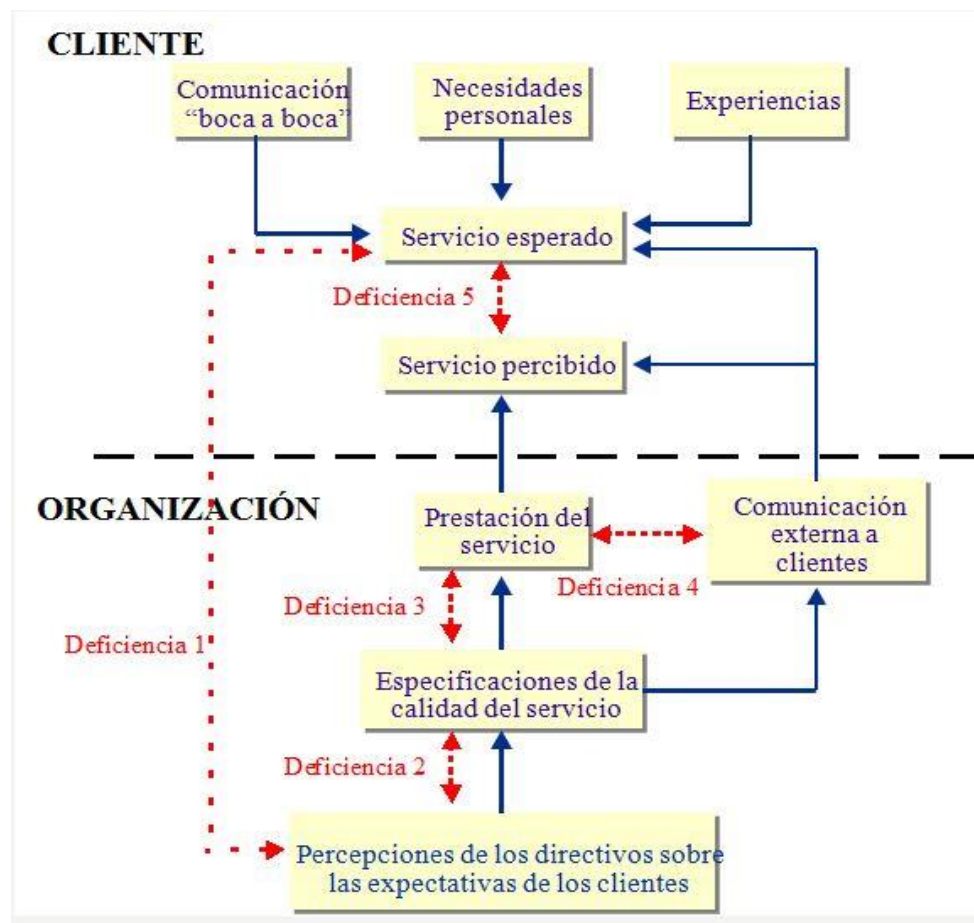 CLIENTE
Comunicación
“boca a boca”
Necesidades
personales
Experiencias
Servicio esperado
Deficiencia 5
Servicio percibido
ORGANIZACIÓN
Prestación del
servicio
Comunicación
externa a
clientes
Deficiencia 4
Deficiencia 3
Deficiencia 1
Especificaciones de la
calidad del servicio
Deficiencia 2
Percepciones de los directivos sobre
las expectativas de los clientes